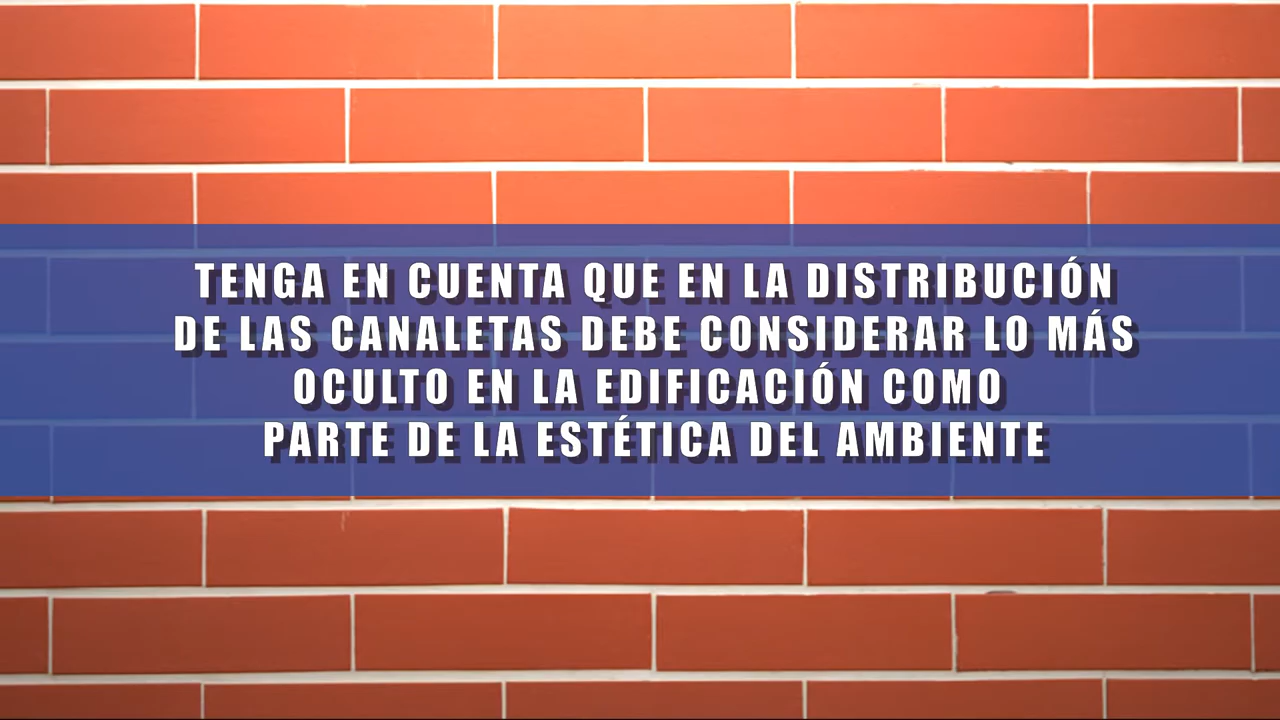 TENGA EN CUENTA QUE EN LA DISTRIBUCIÓN
DE LAS CANALETAS DEBE CONSIDERAR LO MÁS
OCULTO EN LA EDIFICACIÓN COMO
PARTE DE LA ESTÉTICA DEL AMBIENTE